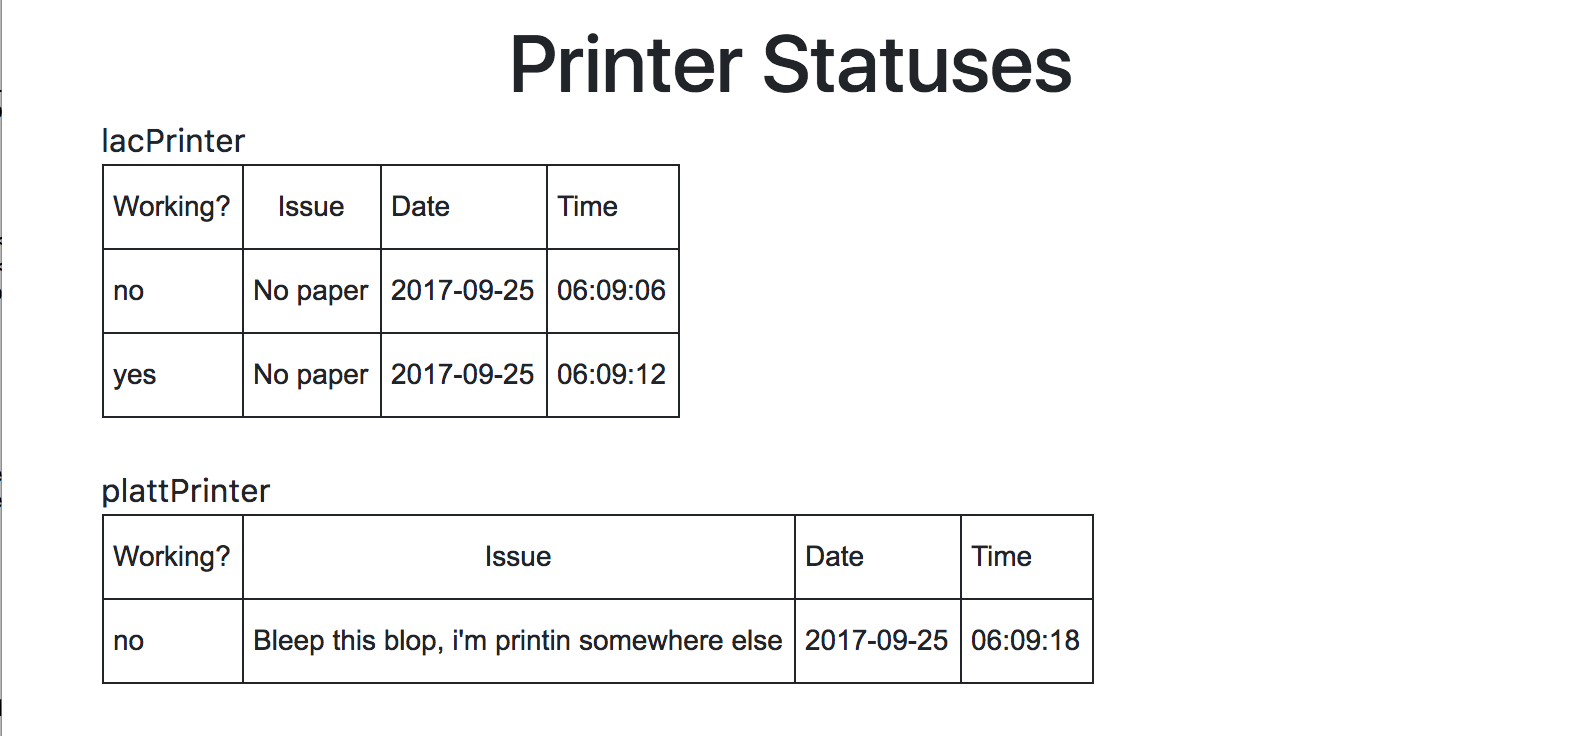 Printer Statuses
lacPrinter
Working? Issue Date Time
no No paper 2017-09-25 06:09:06
yes No paper 2017-09-25 06:09:12
plattPrinter
Working? Issue Date Time
no Bleep this blop, i'm printin somewhere else 2017-09-25 06:09:18